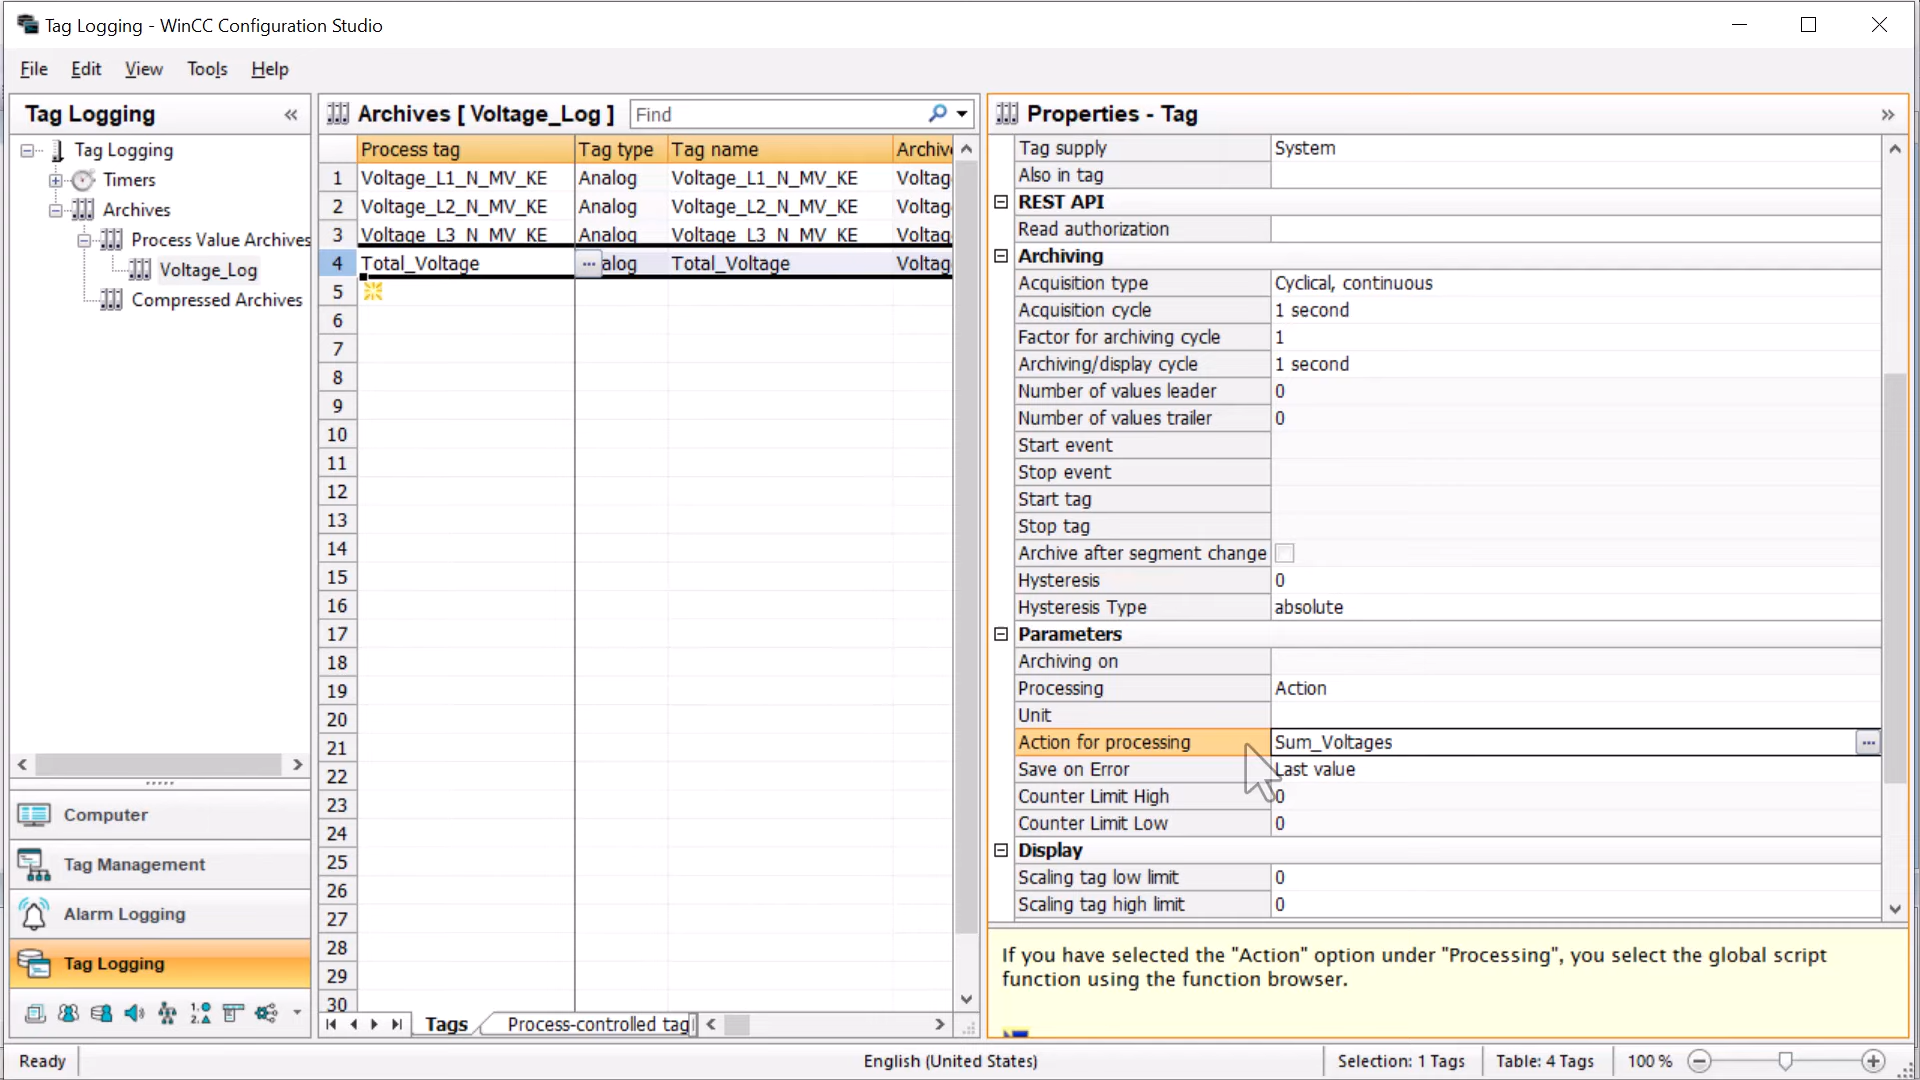 Tag Logging - WinCC Configuration Studio
File Edit View Tools Help
Tag Logging «
Tag Logging
Timers
Archives
Process Value Archives
Voltage_Log
Compressed Archives
Computer
Tag Management
Alarm Logging
Tag Logging
Archives [ Voltage_Log ] Find
Process tag Tag type Tag name Archiv
1 Voltage_L1_N_MV_KE Analog Voltage_L1_N_MV_KE Voltag
2 Voltage_L2_N_MV_KE Analog Voltage_L2_N_MV_KE Voltag
3 Voltage_L3_N_MV_KE Analog Voltage_L3_N_MV_KE Voltag
4 Total_Voltage ... alog Total_Voltage Voltag
5
6
7
8
9
10
11
12
13
14
15
16
17
18
19
20
21
22
23
24
25
26
27
28
29
30
Tags Process-controlled tag
Properties - Tag »
Tag supply System
Also in tag
REST API
Read authorization
Archiving
Acquisition type Cyclical, continuous
Acquisition cycle 1 second
Factor for archiving cycle 1
Archiving/display cycle 1 second
Number of values leader 0
Number of values trailer 0
Start event
Stop event
Start tag
Stop tag
Archive after segment change
Hysteresis 0
Hysteresis Type absolute
Parameters
Archiving on
Processing Action
Unit
Action for processing Sum_Voltages ...
Save on Error Last value
Counter Limit High 0
Counter Limit Low 0
Display
Scaling tag low limit 0
Scaling tag high limit 0
If you have selected the "Action" option under "Processing", you select the global script
function using the function browser.
Ready English (United States) Selection: 1 Tags Table: 4 Tags 100 %